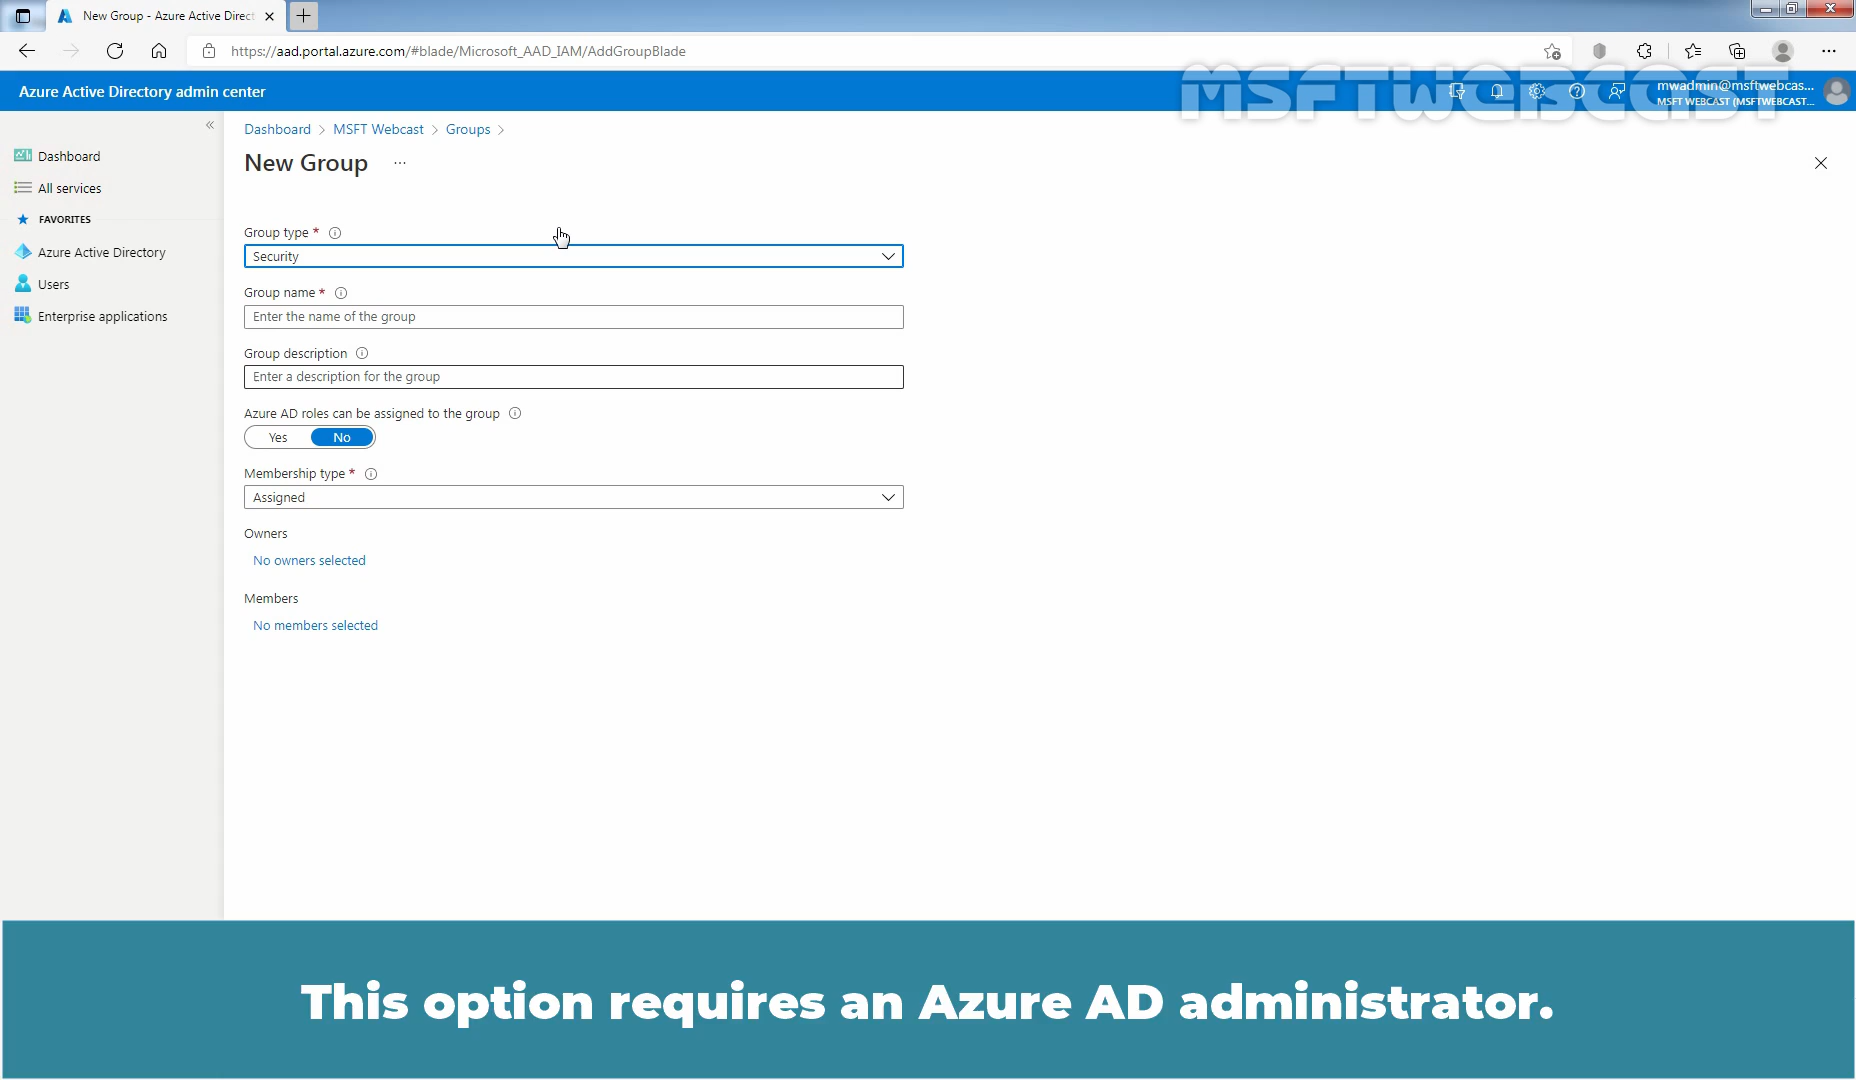 New Group - Azure Active Direct
https://aad.portal.azure.com/#blade/Microsoft_AAD_IAM/AddGroupBlade
MSFTWEBCAST
Azure Active Directory admin center
mwadmin@msftwebcas...
MSFT WEBCAST (MSFTWEBCAST...
Dashboard > MSFT Webcast > Groups >
New Group ...
Dashboard
All services
FAVORITES
Azure Active Directory
Users
Enterprise applications
Group type *
Security
Group name *
Enter the name of the group
Group description
Enter a description for the group
Azure AD roles can be assigned to the group
Yes No
Membership type *
Assigned
Owners
No owners selected
Members
No members selected
This option requires an Azure AD administrator.